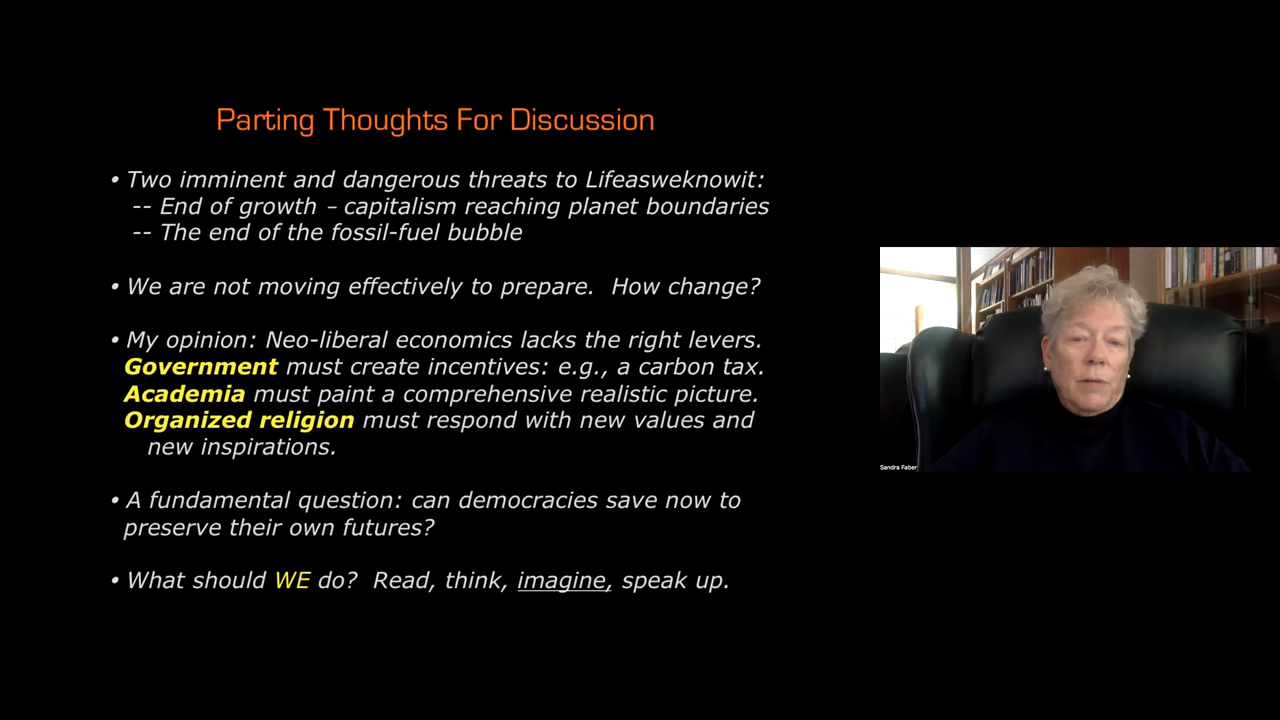 Parting Thoughts For Discussion
• Two imminent and dangerous threats to Lifeasweknowit:
-- End of growth – capitalism reaching planet boundaries
-- The end of the fossil-fuel bubble
• We are not moving effectively to prepare.  How change?
• My opinion: Neo-liberal economics lacks the right levers.
Government must create incentives: e.g., a carbon tax.
Academia must paint a comprehensive realistic picture.
Organized religion must respond with new values and
new inspirations.
• A fundamental question: can democracies save now to
preserve their own futures?
• What should WE do?  Read, think, imagine, speak up.
Sandra Faber